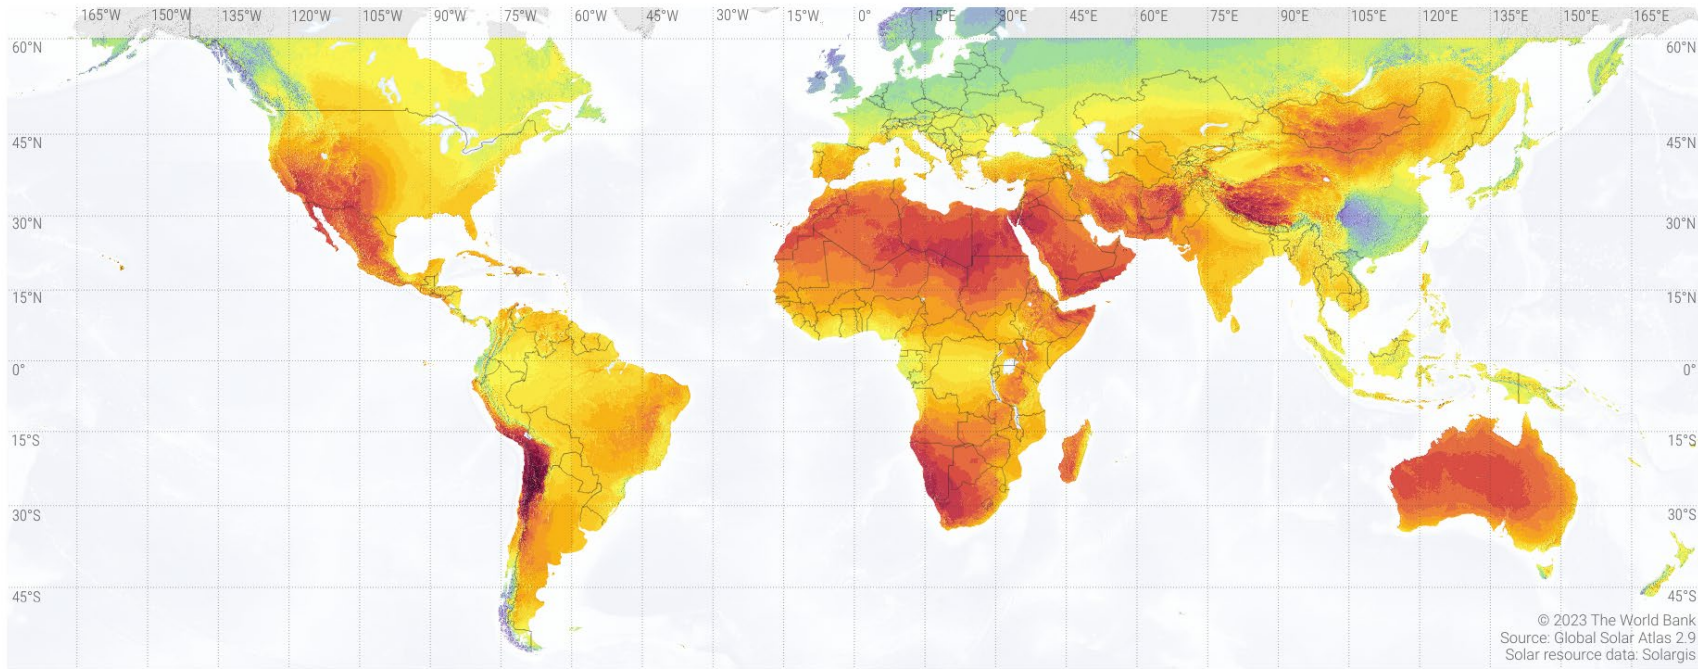 165°W 150°W 135°W 120°W 105°W 90°W 75°W 60°W 45°W 30°W 15°W 0° 15°E 30°E 45°E 60°E 75°E 90°E 105°E 120°E 135°E 150°E 165°E
60°N 60°N
45°N 45°N
30°N 30°N
15°N 15°N
0° 0°
15°S 15°S
30°S 30°S
45°S 45°S
© 2023 The World Bank
Source: Global Solar Atlas 2.9
Solar resource data: Solargis